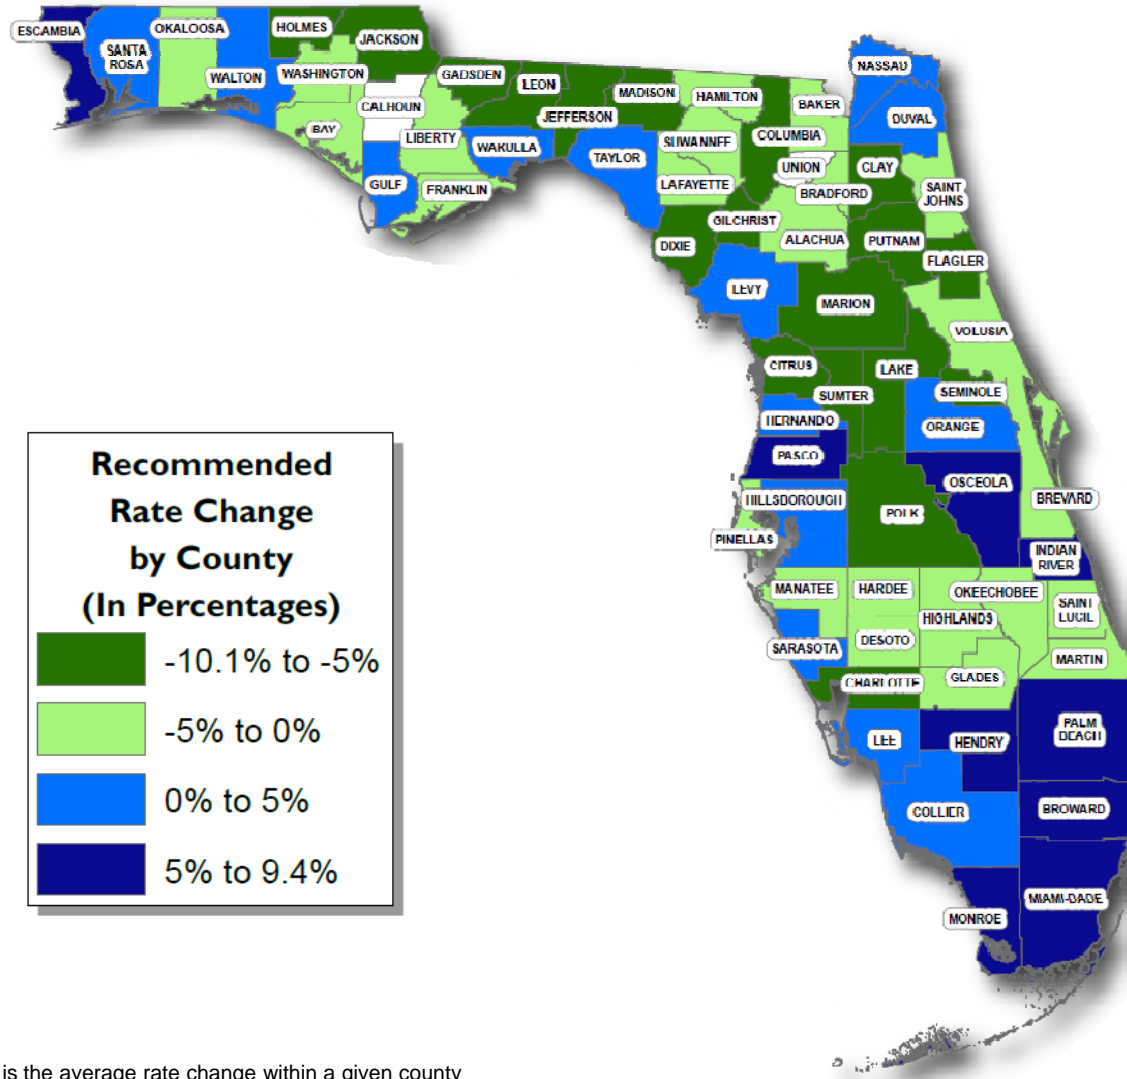 ESCAMBIA
SANTA
ROSA
OKALOOSA
WALTON
HOLMES
WASHINGTON
JACKSON
BAY
CALHOUN
GULF
LIBERTY
FRANKLIN
GADSDEN
LEON
WAKULLA
JEFFERSON
MADISON
TAYLOR
HAMILTON
SUWANNEE
LAFAYETTE
DIXIE
COLUMBIA
GILCHRIST
BAKER
UNION
BRADFORD
ALACHUA
LEVY
NASSAU
DUVAL
CLAY
SAINT
JOHNS
PUTNAM
FLAGLER
MARION
VOLUSIA
CITRUS
LAKE
SUMTER
SEMINOLE
HERNANDO
ORANGE
PASCO
OSCEOLA
HILLSBOROUGH
BREVARD
POLK
PINELLAS
INDIAN
RIVER
MANATEE
HARDEE
OKEECHOBEE
HIGHLANDS
SAINT
LUCIE
SARASOTA
DESOTO
MARTIN
CHARLOTTE
GLADES
LEE
HENDRY
PALM
BEACH
COLLIER
BROWARD
MONROE
MIAMI-DADE
Recommended
Rate Change
by County
(In Percentages)
-10.1% to -5%
-5% to 0%
0% to 5%
5% to 9.4%
is the average rate change within a given county